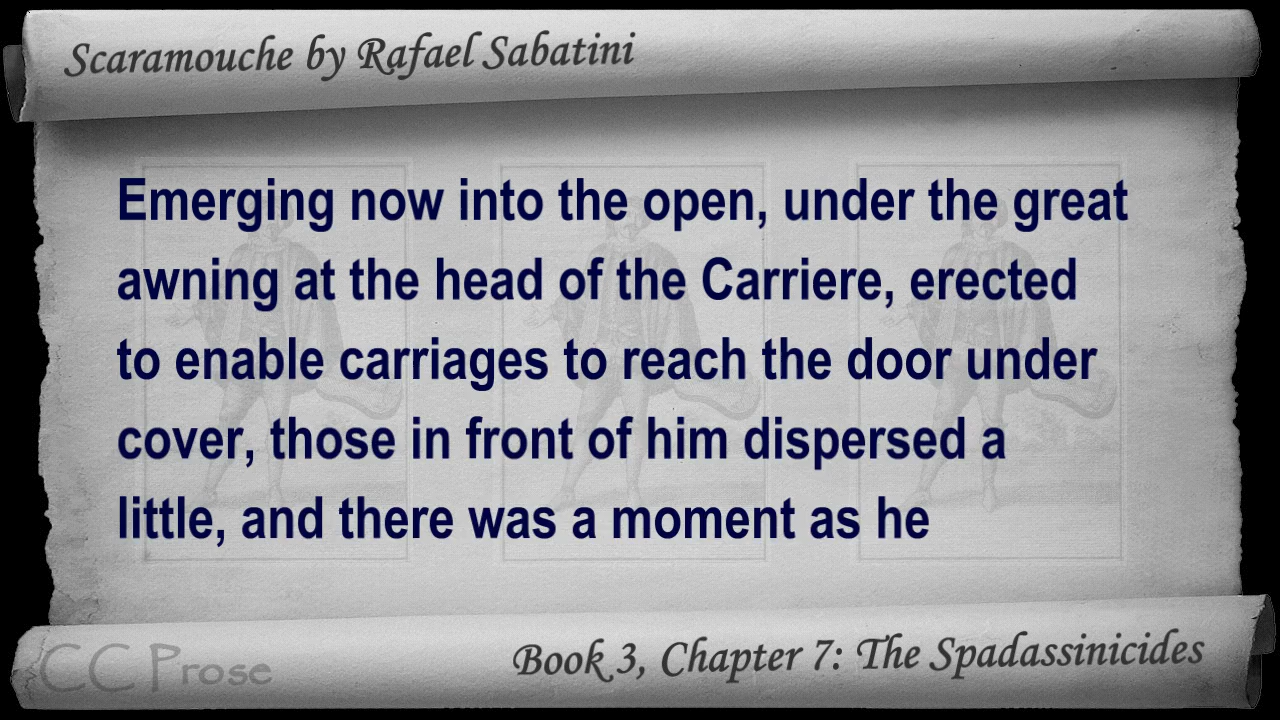 Scaramouche by Rafael Sabatini
Emerging now into the open, under the great
awning at the head of the Carriere, erected
to enable carriages to reach the door under
cover, those in front of him dispersed a
little, and there was a moment as he
CC Prose
Book 3, Chapter 7: The Spadassinicides